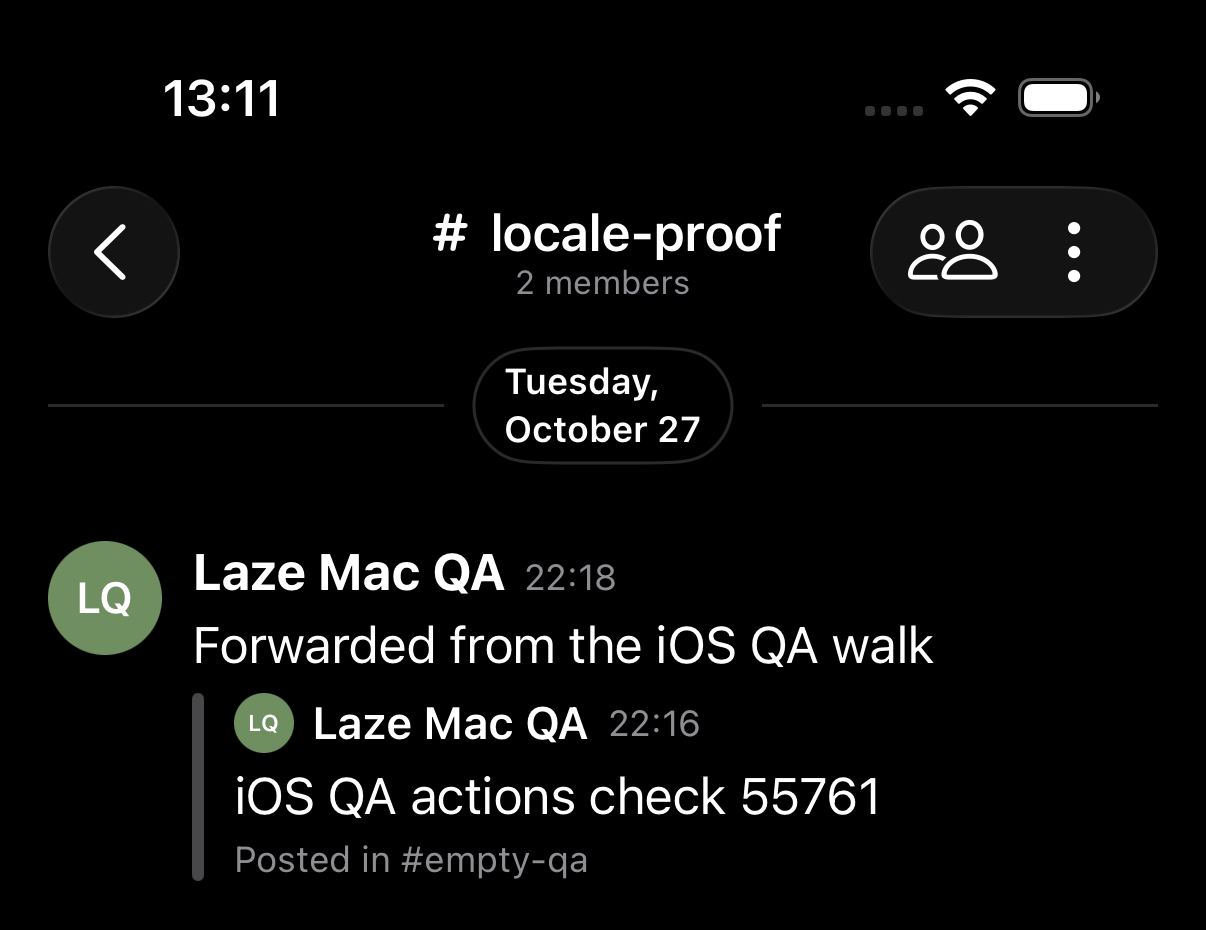 13:11
# locale-proof
2 members
Tuesday,
October 27
LQ
Laze Mac QA 22:18
Forwarded from the iOS QA walk
LQ Laze Mac QA 22:16
iOS QA actions check 55761
Posted in #empty-qa